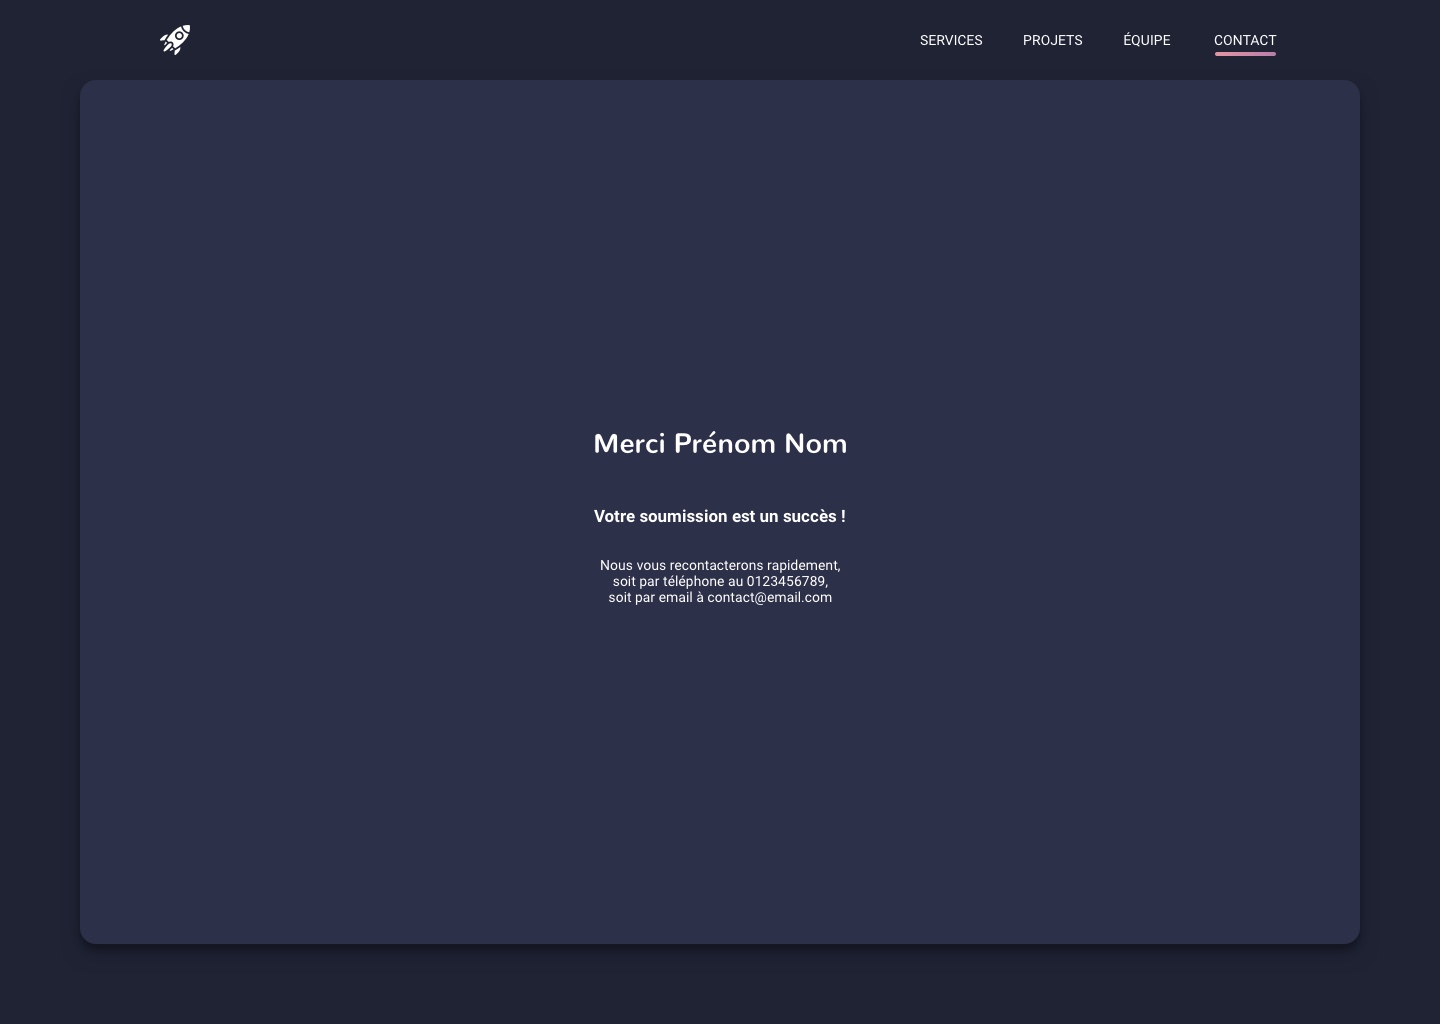 SERVICES PROJETS ÉQUIPE CONTACT
Merci Prénom Nom
Votre soumission est un succès !
Nous vous recontacterons rapidement,
soit par téléphone au 0123456789,
soit par email à contact@email.com